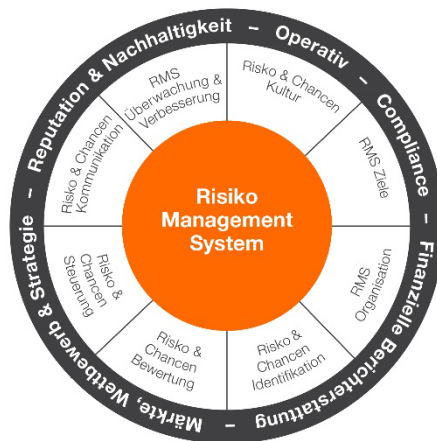 Reputation & Nachhaltigkeit – Operativ – Compliance – Finanzielle Berichterstattung – Märkte, Wettbewerb & Strategie –
Risiko & Chancen
Kultur
RMS Ziele
RMS
Organisation
Risiko &
Chancen
Identifikation
Risiko &
Chancen
Bewertung
Risiko &
Chancen
Steuerung
Risiko & Chancen
Kommunikation
RMS
Überwachung &
Verbesserung
Risiko
Management
System